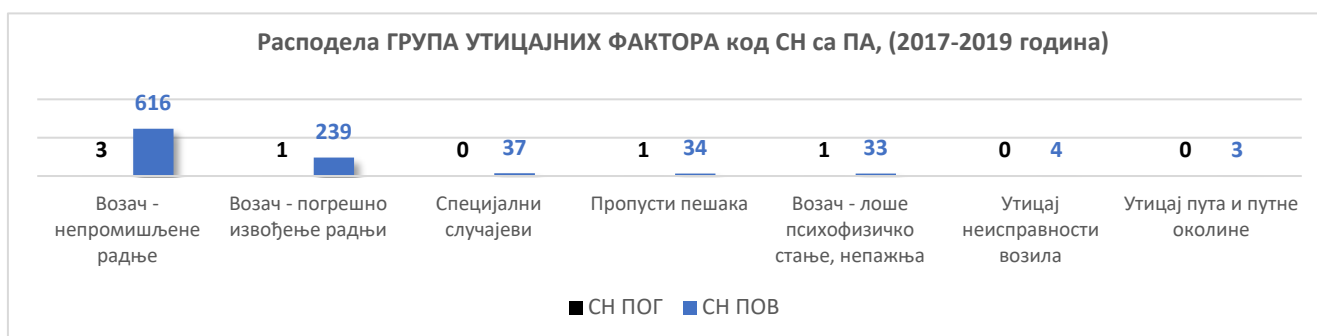 Расподела ГРУПА УТИЦАЈНИХ ФАКТОРА код СН са ПА, (2017-2019 година)
3 616 1 239 0 37 1 34 1 33 0 4 0 3
Возач -
непромишљене
радње
Возач - погрешно
извођење радњи
Специјални
случајеви
Пропусти пешака
Возач - лоше
психофизичко
стање, непажња
Утицај
неисправности
возила
Утицај пута и путне
околине
СН ПОГ СН ПОВ